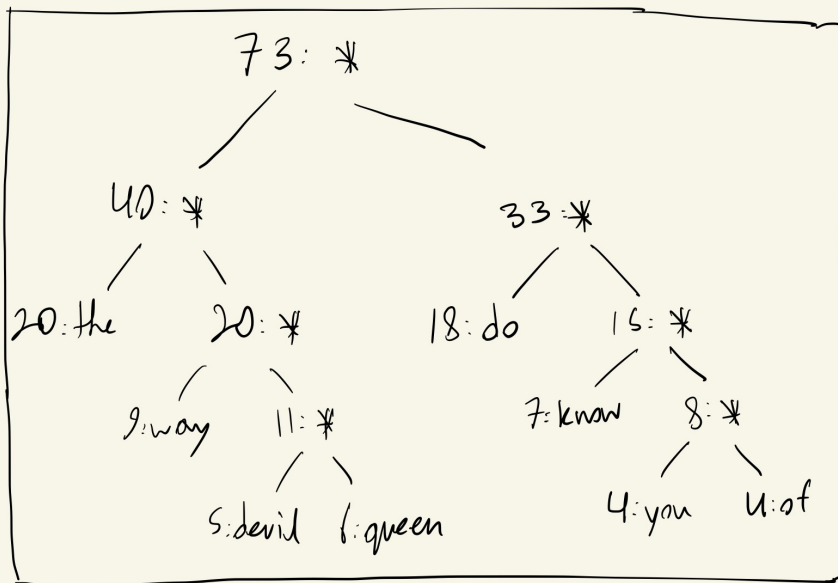 73: *
40: * 33: *
20: the 20: * 18: do 15: *
9: way 11: * 7: know 8: *
5: devil 6: queen 4: you 4: of